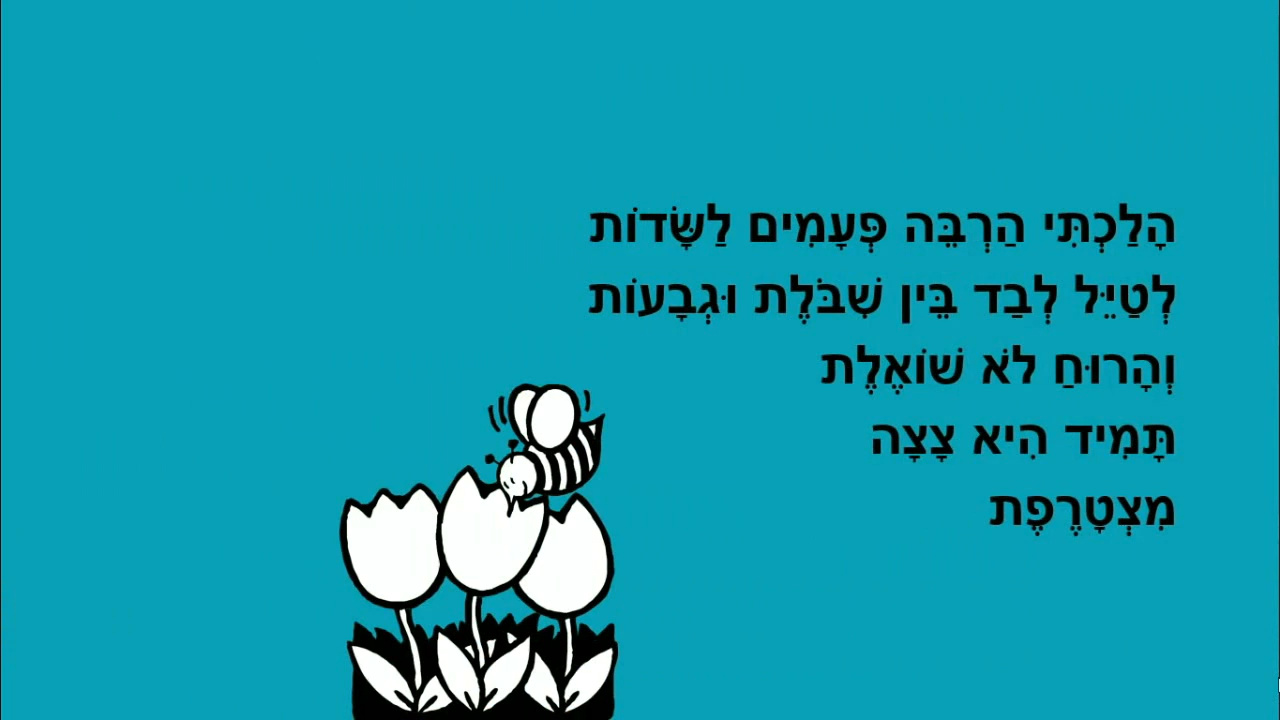 הָלַכְתִּי הַרְבֵּה פְּעָמִים לַשָּׂדוֹת
לְטַיֵּל לְבַד בֵּין שִׁבֹּלֶת וּגְבָעוֹת
וְהָרוּחַ לֹא שׁוֹאֶלֶת
תָּמִיד הִיא צָצָה
מִצְטָרֶפֶת